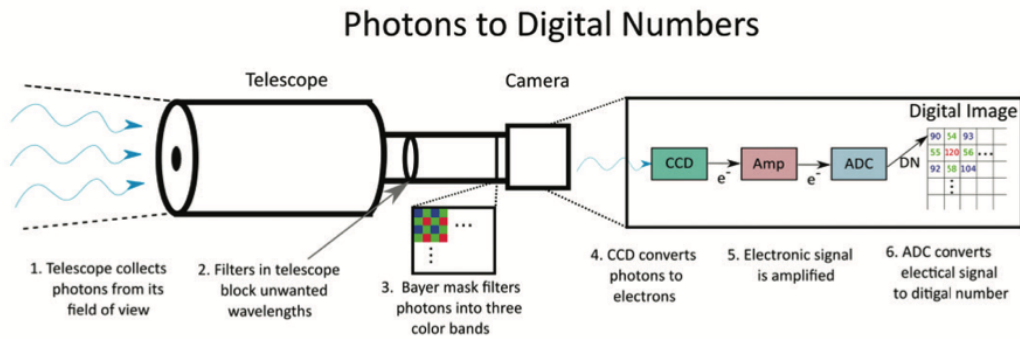 Photons to Digital Numbers
Telescope
Camera
Digital Image
CCD
e-
Amp
e-
ADC
DN
90 54 93
55 120 56 ...
92 58 104
...
...
...
1. Telescope collects
photons from its
field of view
2. Filters in telescope
block unwanted
wavelengths
3. Bayer mask filters
photons into three
color bands
4. CCD converts
photons to
electrons
5. Electronic signal
is amplified
6. ADC converts
electical signal
to ditigal number